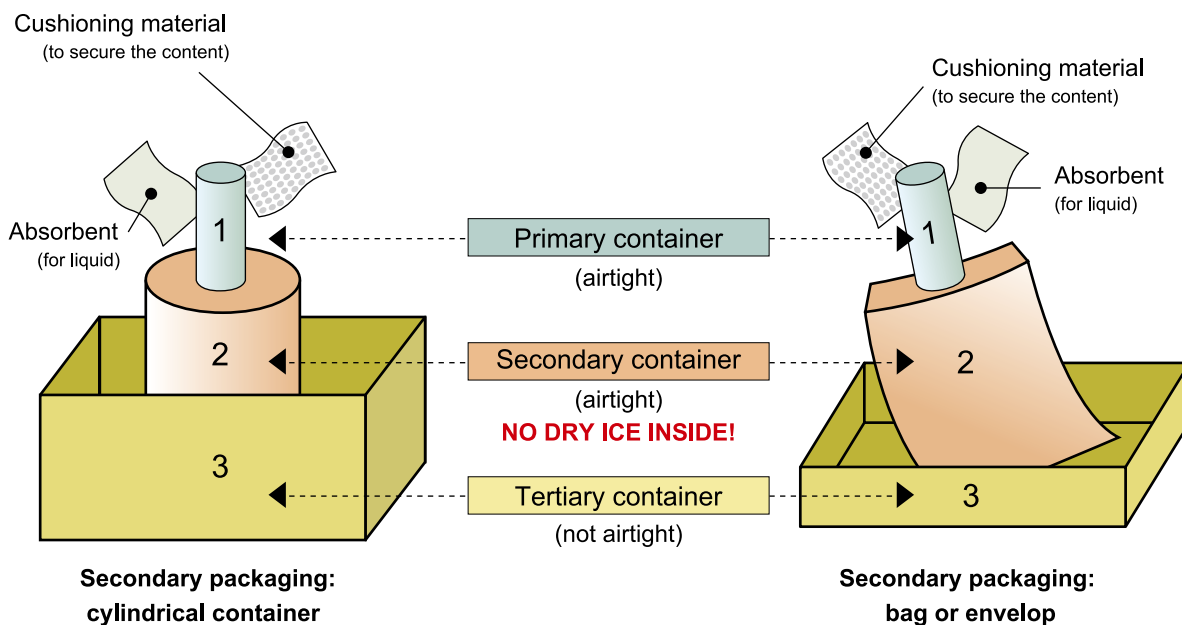 Cushioning material
(to secure the content)
Absorbent
(for liquid)
1
2
3
Secondary packaging:
cylindrical container
Primary container
(airtight)
Secondary container
(airtight)
NO DRY ICE INSIDE!
Tertiary container
(not airtight)
Cushioning material
(to secure the content)
Absorbent
(for liquid)
1
2
3
Secondary packaging:
bag or envelop